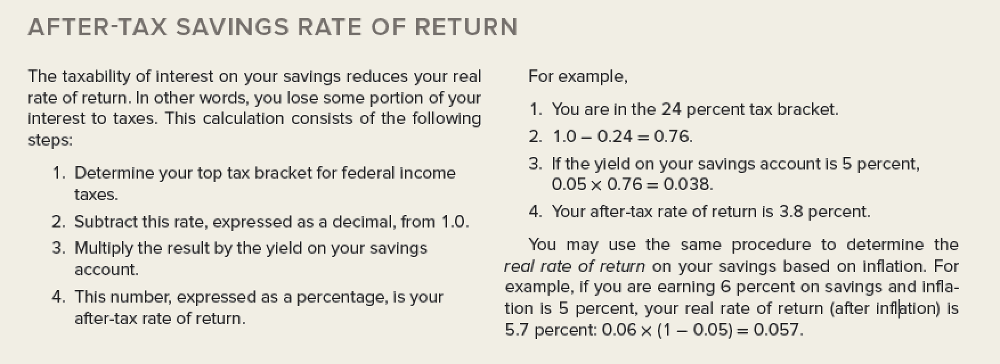 AFTER-TAX SAVINGS RATE OF RETURN
The taxability of interest on your savings reduces your real
rate of return. In other words, you lose some portion of your
interest to taxes. This calculation consists of the following
steps:
1. Determine your top tax bracket for federal income
taxes.
2. Subtract this rate, expressed as a decimal, from 1.0.
3. Multiply the result by the yield on your savings
account.
4. This number, expressed as a percentage, is your
after-tax rate of return.
For example,
1. You are in the 24 percent tax bracket.
2. 1.0 – 0.24 = 0.76.
3. If the yield on your savings account is 5 percent,
0.05 × 0.76 = 0.038.
4. Your after-tax rate of return is 3.8 percent.
You may use the same procedure to determine the
real rate of return on your savings based on inflation. For
example, if you are earning 6 percent on savings and infla-
tion is 5 percent, your real rate of return (after inflation) is
5.7 percent: 0.06 × (1 – 0.05) = 0.057.